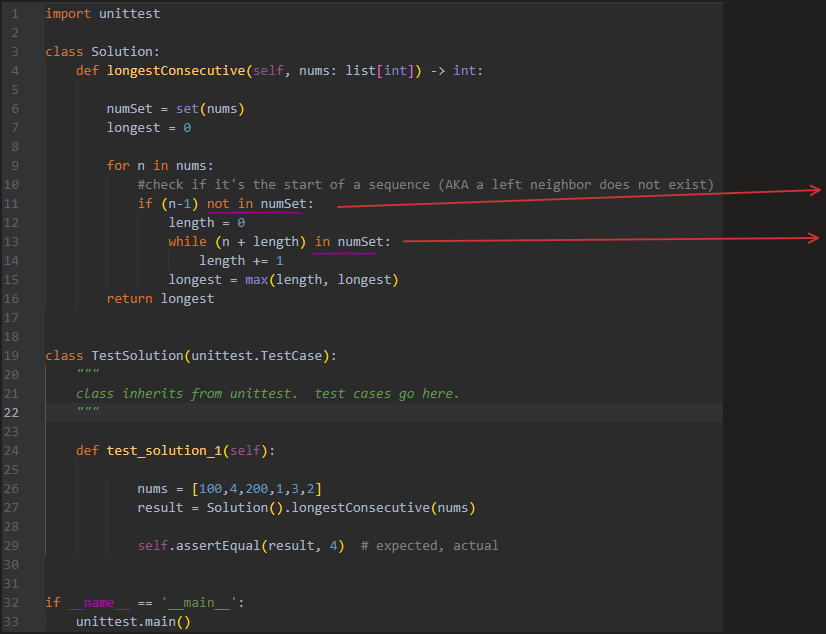 1 import unittest
2
3 class Solution:
4 def longestConsecutive(self, nums: list[int]) -> int:
5
6 numSet = set(nums)
7 longest = 0
8
9 for n in nums:
10 #check if it's the start of a sequence (AKA a left neighbor does not exist)
11 if (n-1) not in numSet:
12 length = 0
13 while (n + length) in numSet:
14 length += 1
15 longest = max(length, longest)
16 return longest
17
18
19 class TestSolution(unittest.TestCase):
20 """
21 class inherits from unittest.  test cases go here.
22 """
23
24 def test_solution_1(self):
25
26 nums = [100,4,200,1,3,2]
27 result = Solution().longestConsecutive(nums)
28
29 self.assertEqual(result, 4)  # expected, actual
30
31
32 if __name__ == '__main__':
33 unittest.main()